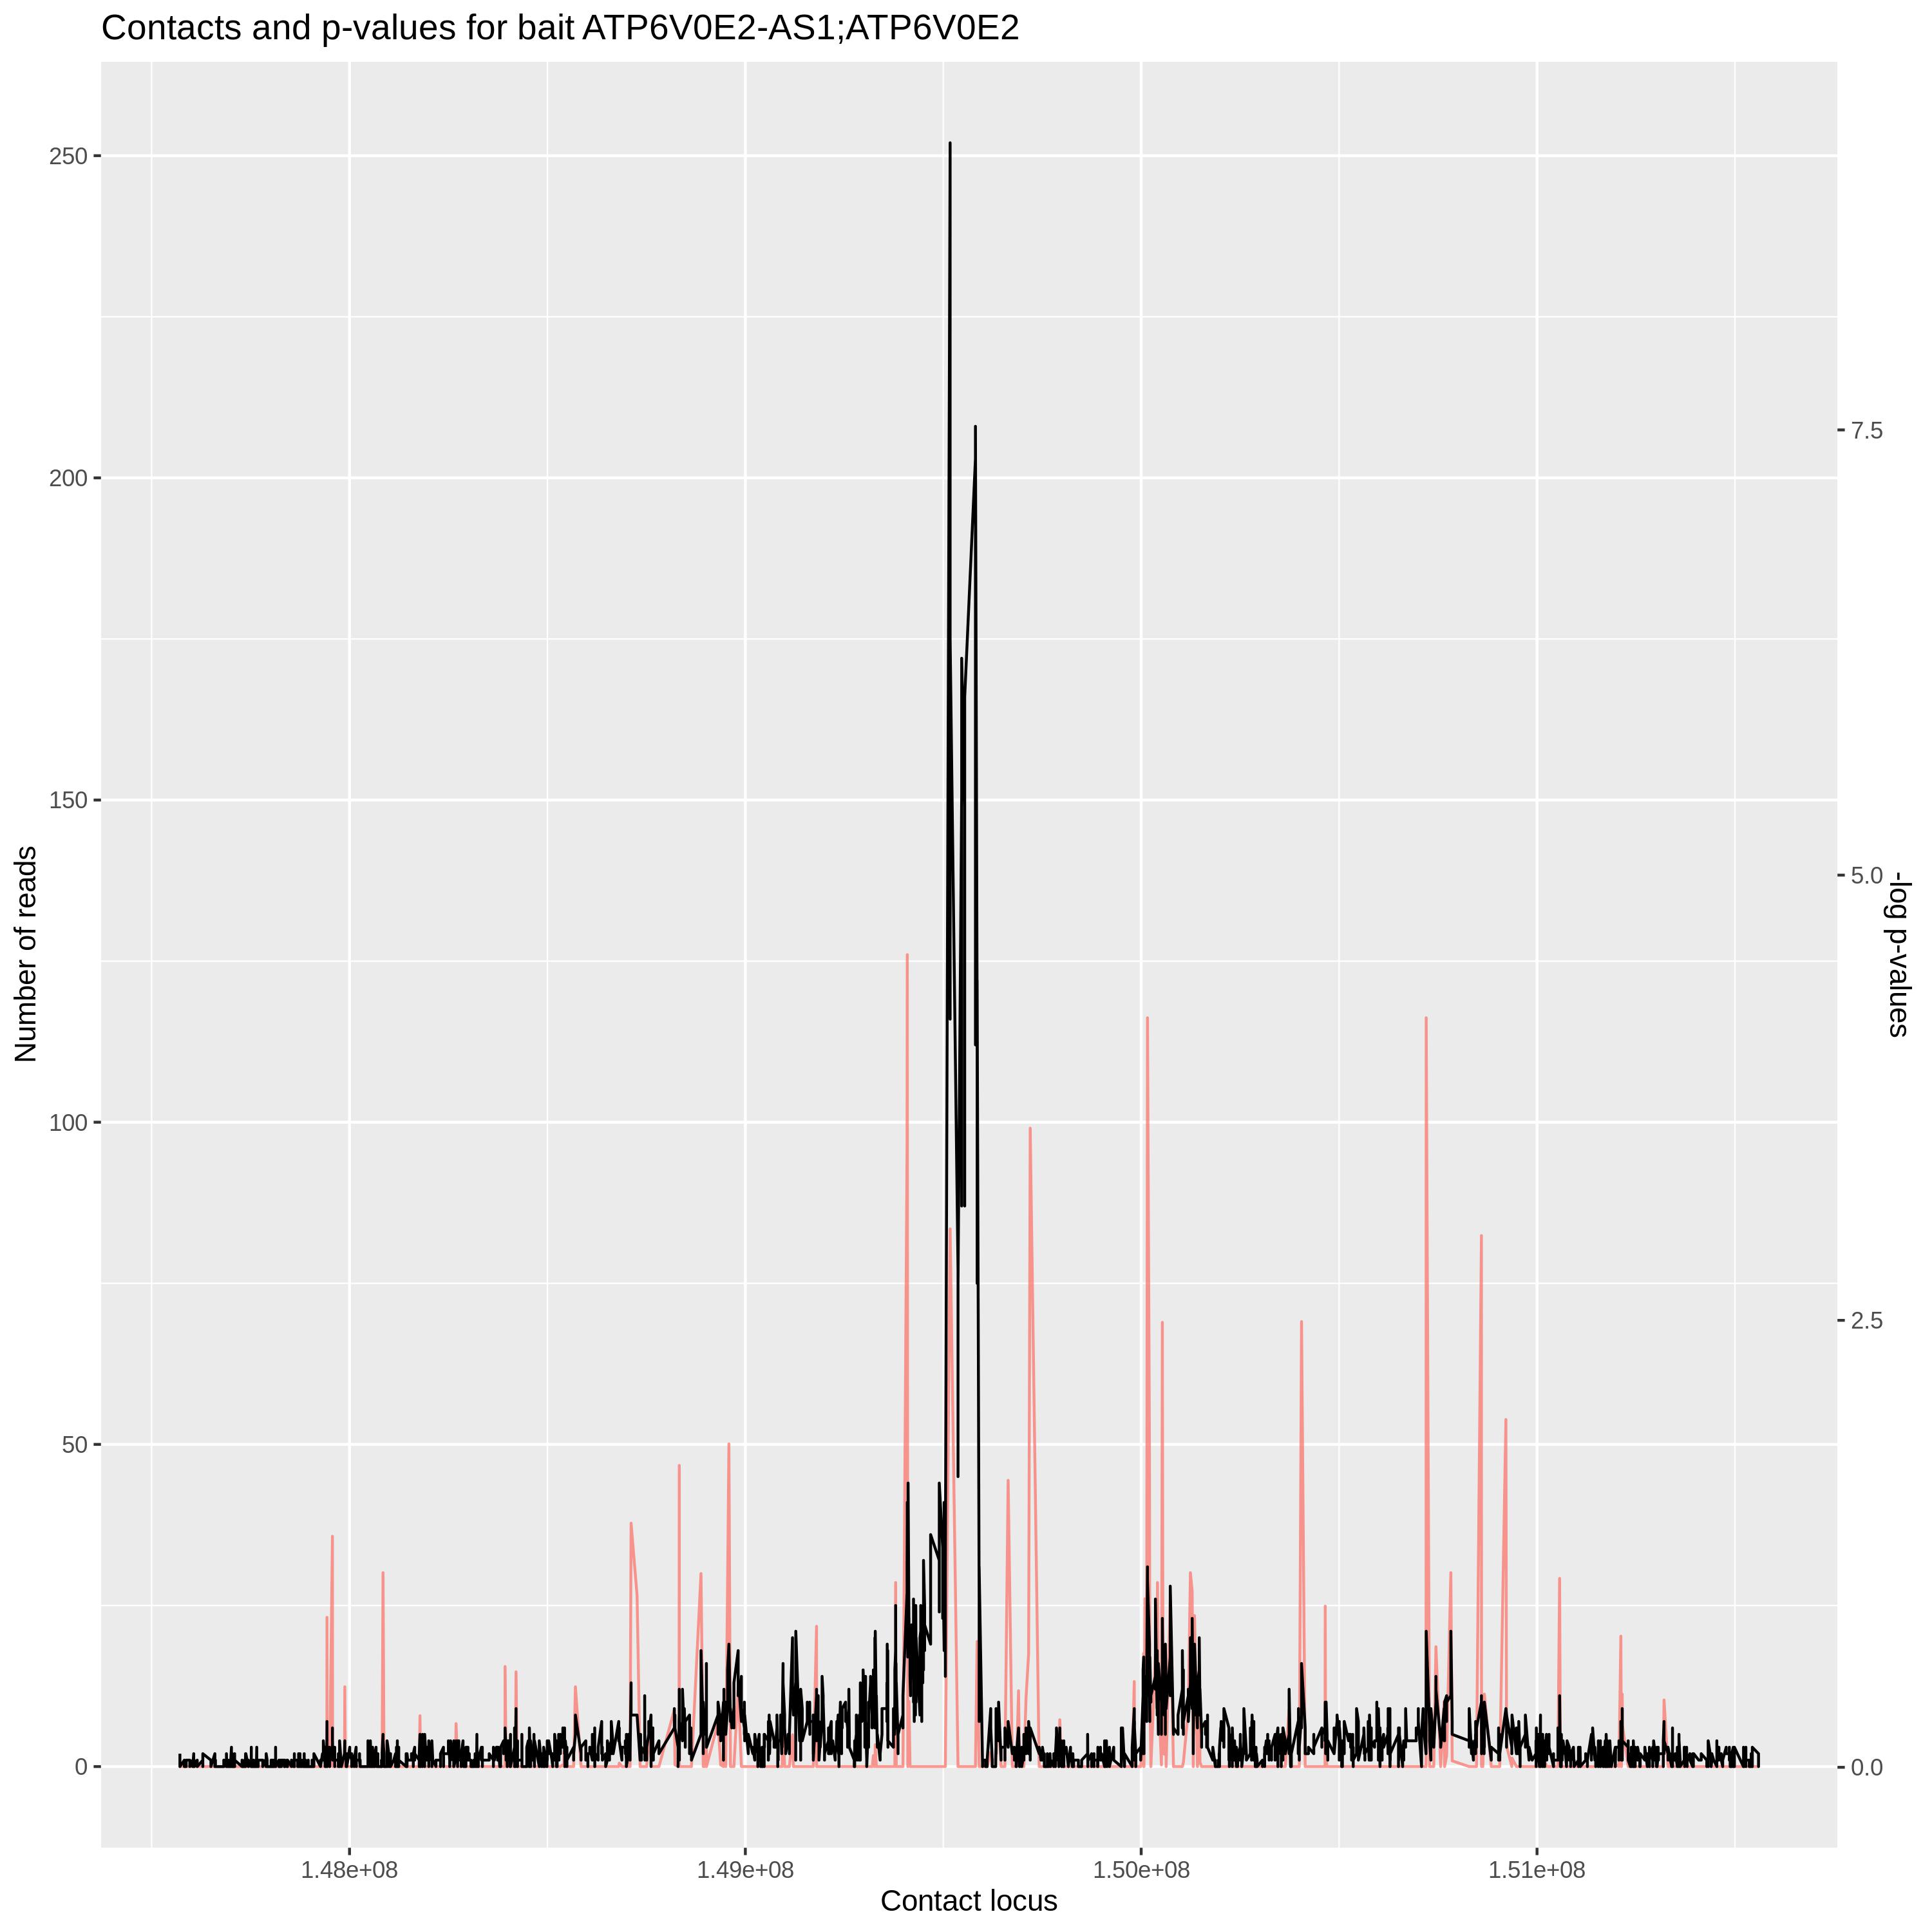 Contacts and p-values for bait ATP6V0E2-AS1;ATP6V0E2
250
200
150
100
50
0
Number of reads
7.5
5.0
2.5
0.0
-log p-values
1.48e+08
1.49e+08
1.50e+08
1.51e+08
Contact locus